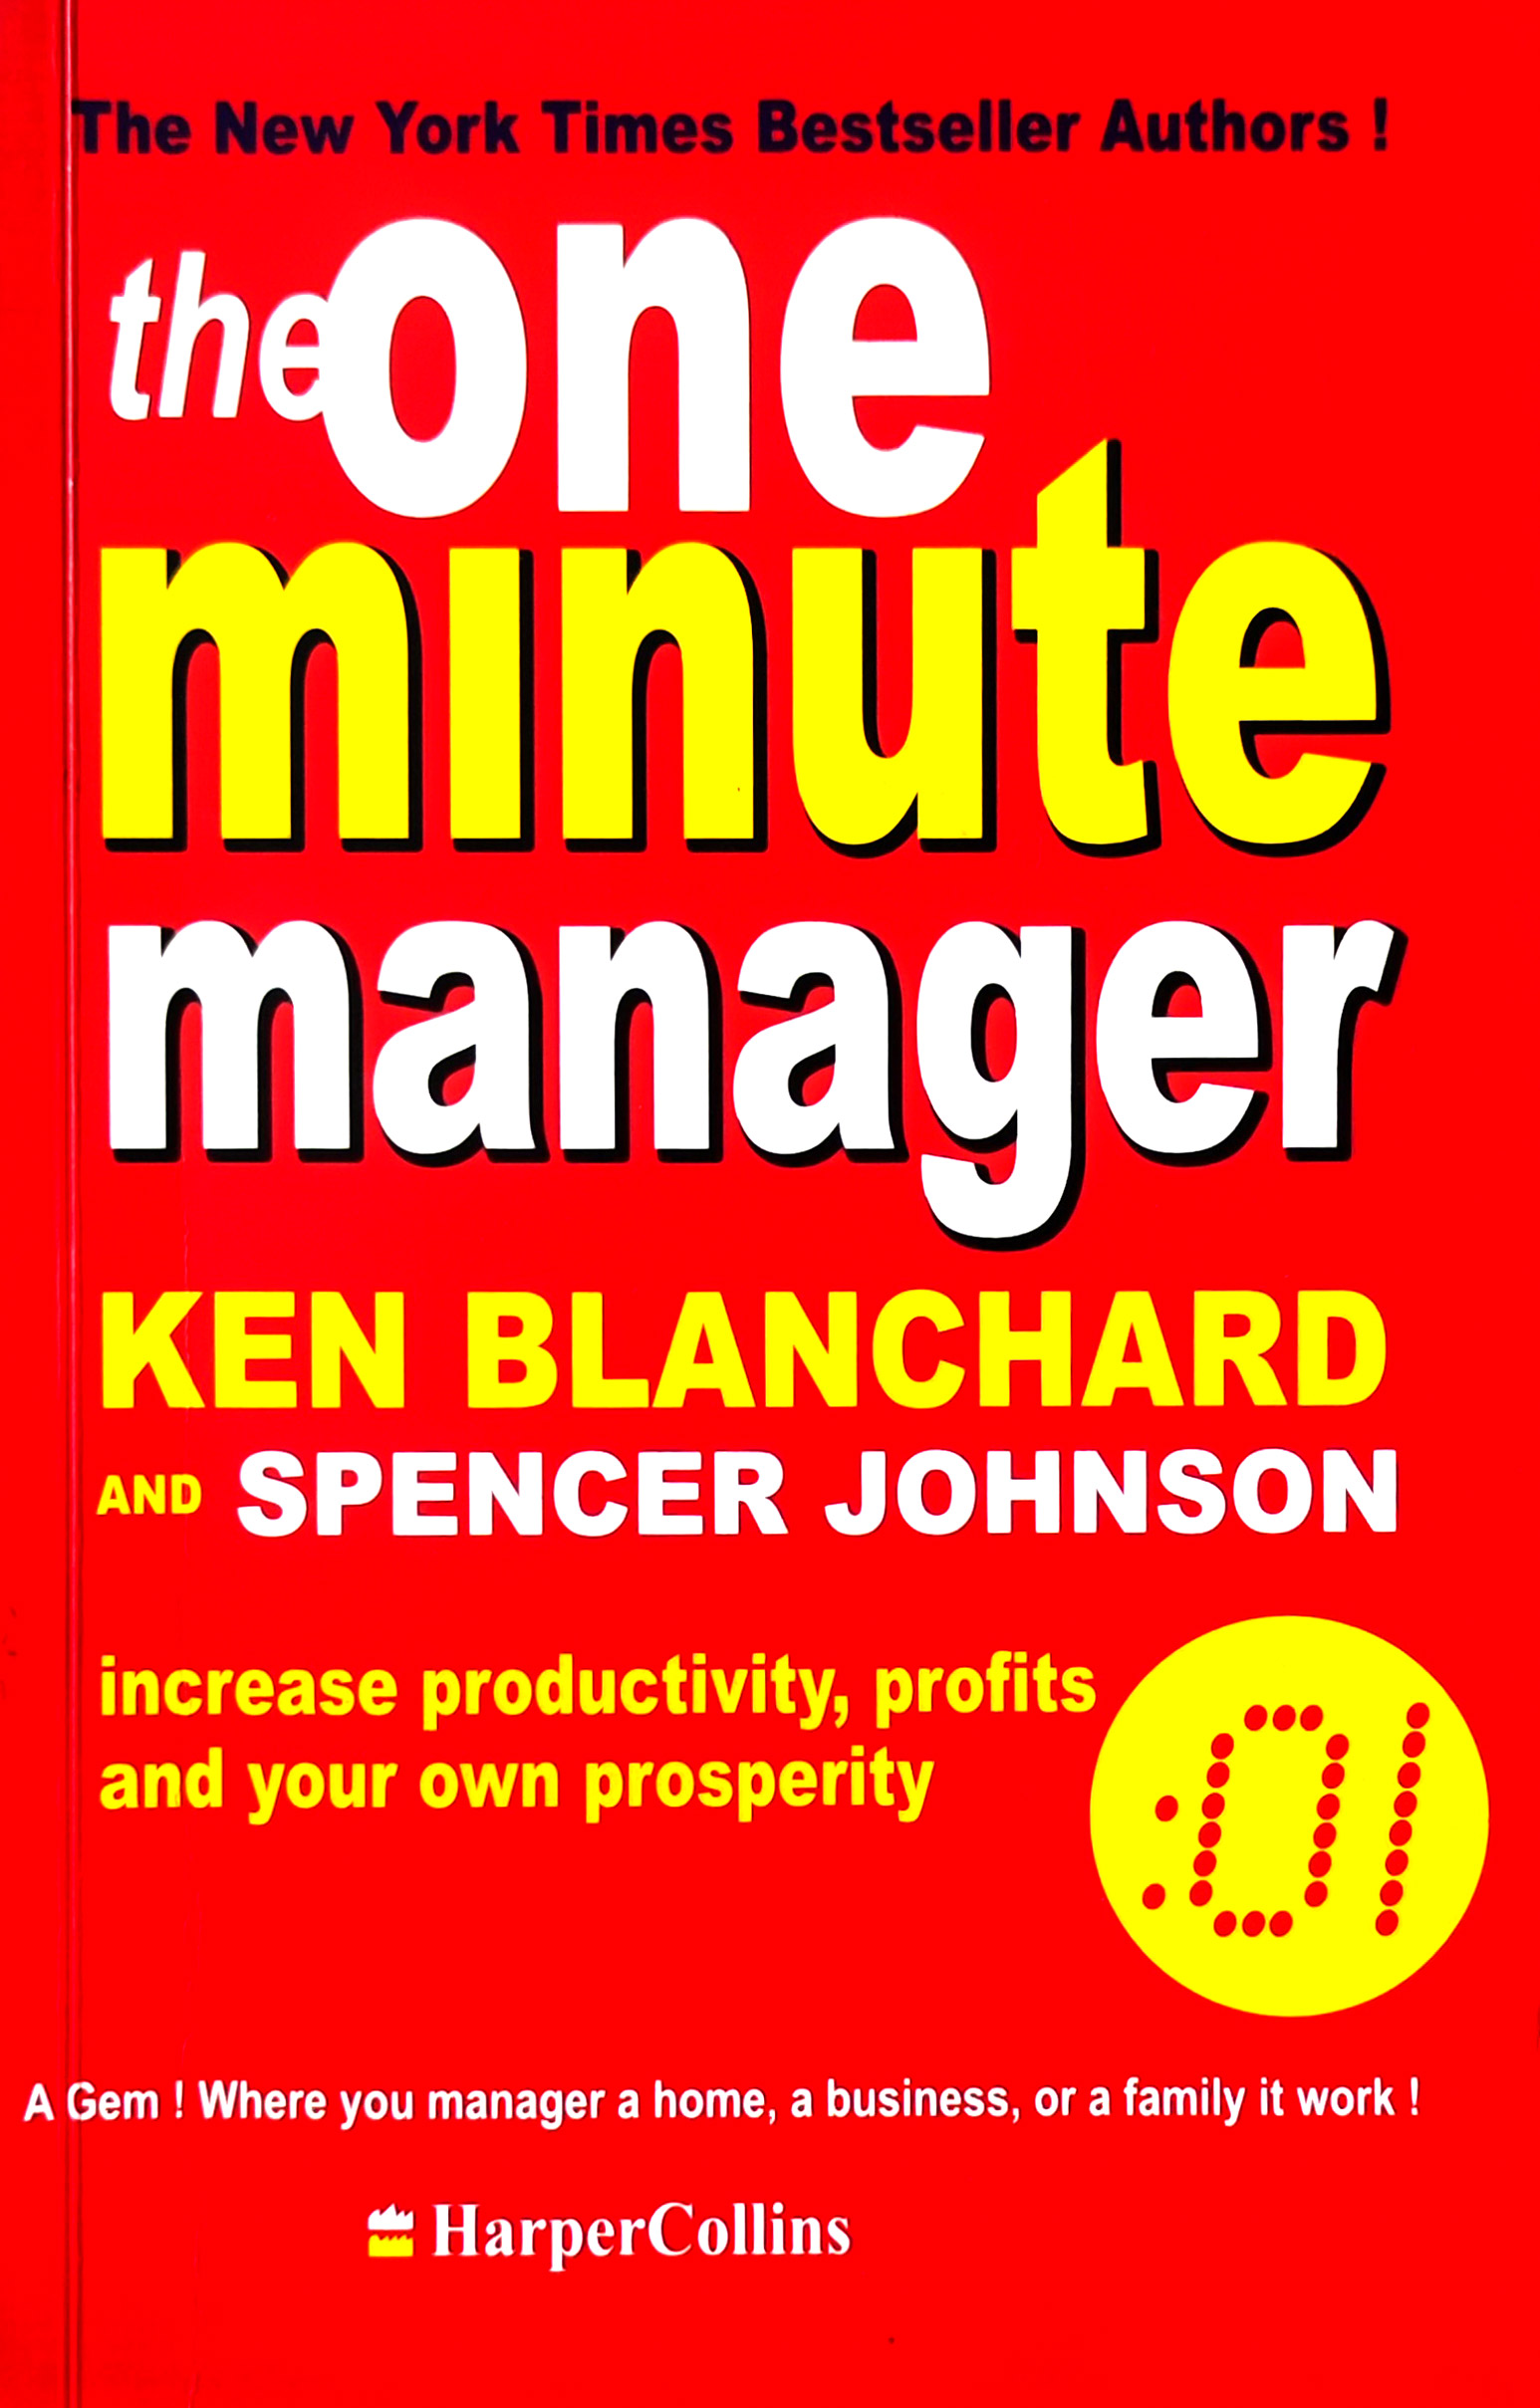 The New York Times Bestseller Authors !
the one
minute
manager
KEN BLANCHARD
AND SPENCER JOHNSON
increase productivity, profits
and your own prosperity
:01
A Gem ! Where you manager a home, a business, or a family it work !
HarperCollins